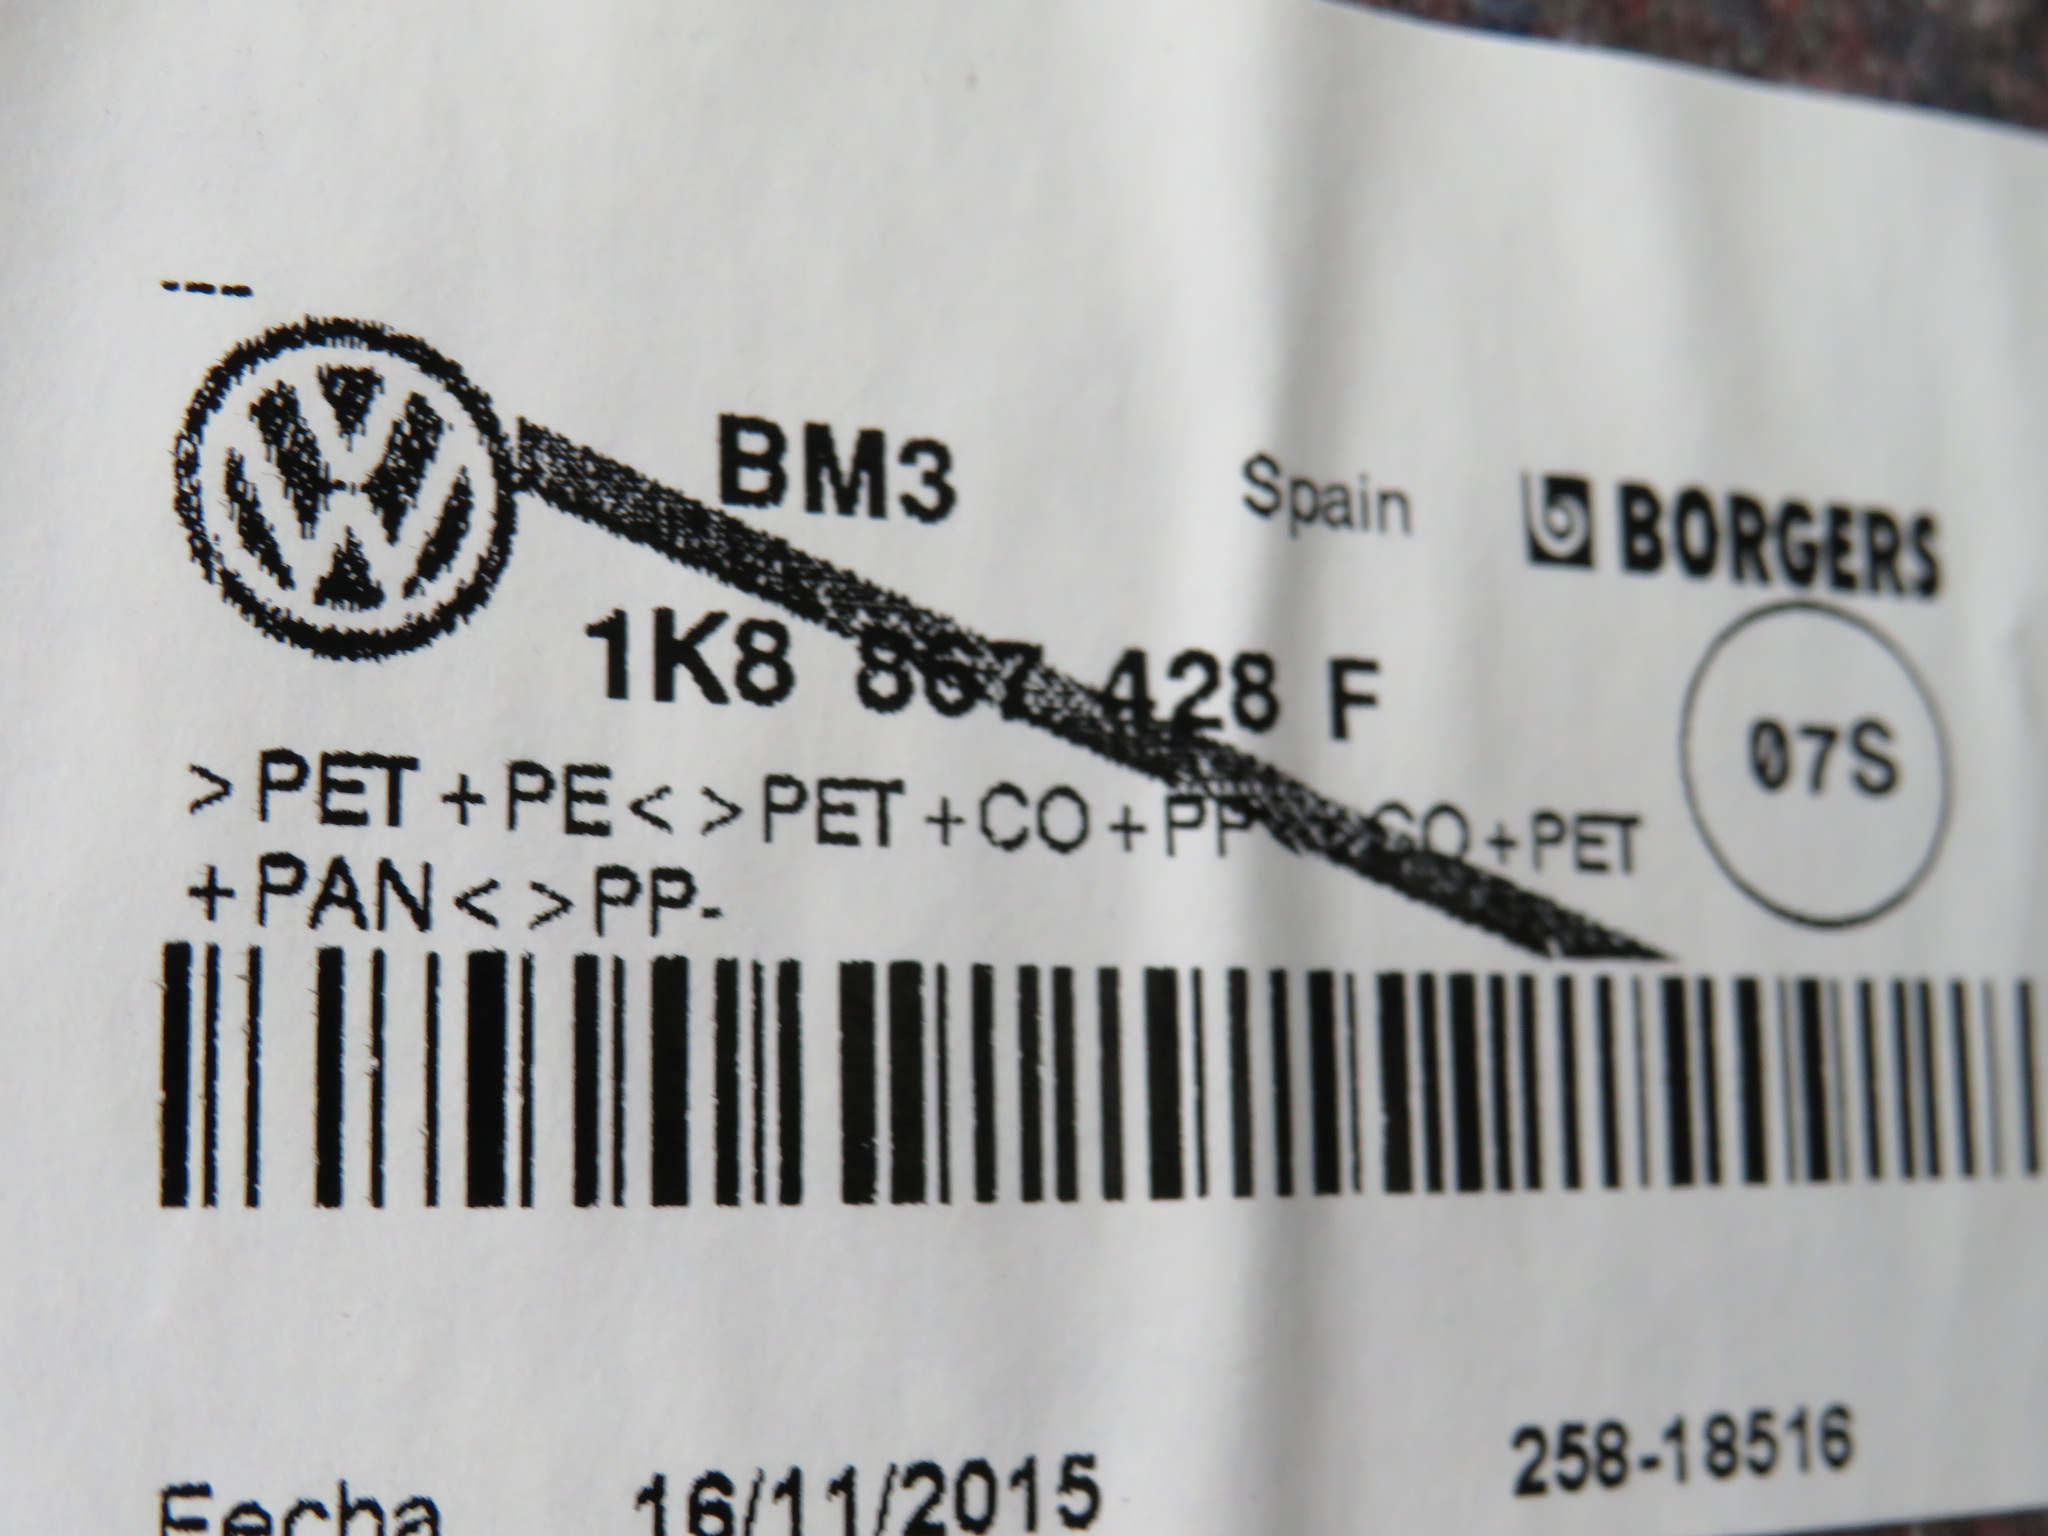 ---
BM3 Spain BORGERS
1K8 867 428 F
07S
>PET+PE<>PET+CO+PP CO+PET
+PAN<>PP-
258-18516
Fecha 16/11/2015